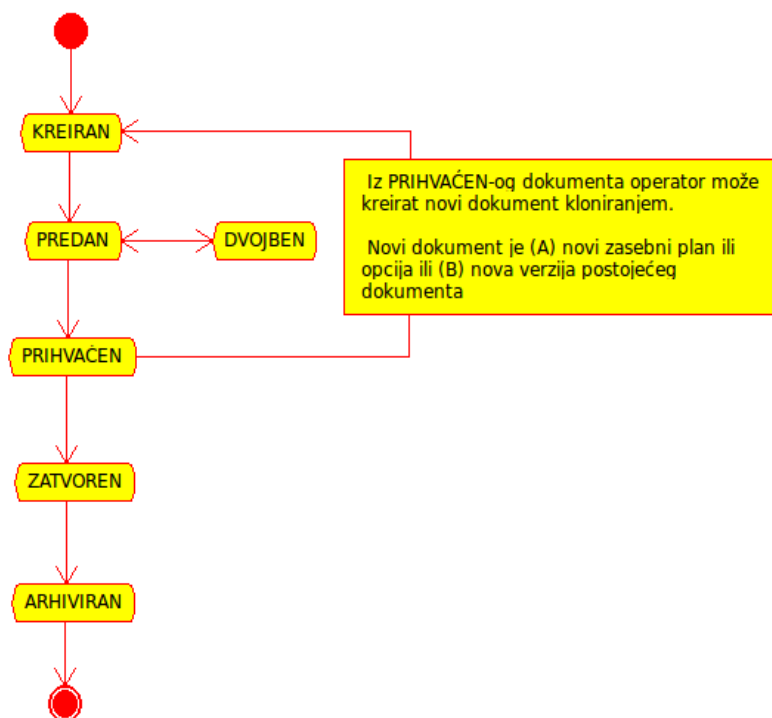 KREIRAN
Iz PRIHVAĆEN-og dokumenta operator može
kreirat novi dokument kloniranjem.
Novi dokument je (A) novi zasebni plan ili
opcija ili (B) nova verzija postojećeg
dokumenta
PREDAN
DVOJBEN
PRIHVAĆEN
ZATVOREN
ARHIVIRAN